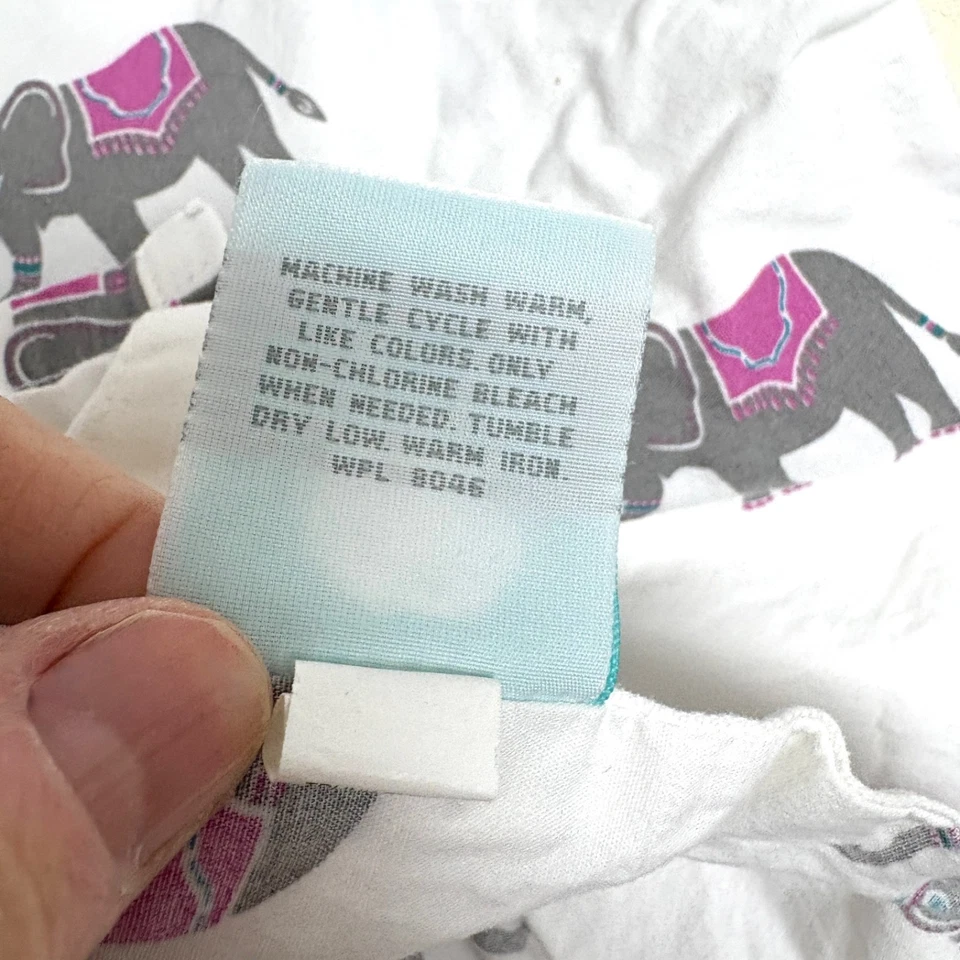 MACHINE WASH WARM,
GENTLE CYCLE WITH
LIKE COLORS. ONLY
NON-CHLORINE BLEACH
WHEN NEEDED. TUMBLE
DRY LOW. WARM IRON.
WPL 8046